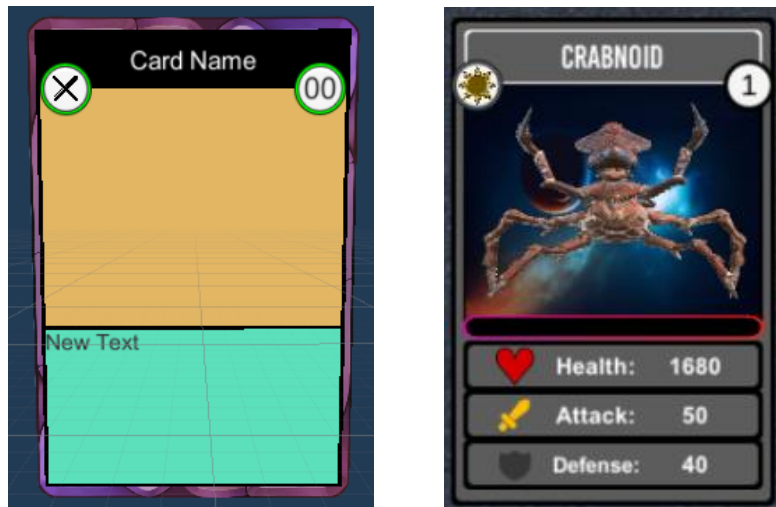 Card Name
00
New Text
CRABNOID
1
Health: 1680
Attack: 50
Defense: 40